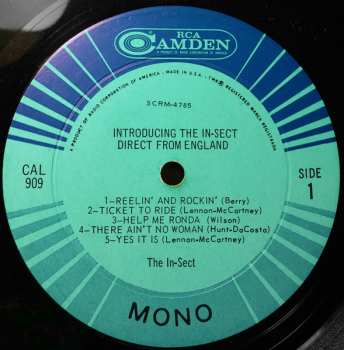 RCA
CAMDEN
A PRODUCT OF RADIO CORPORATION OF AMERICA • MADE IN U.S.A. • TMK(S) ® REGISTERED MARCA REGISTRADA
SCRM-4785
INTRODUCING THE IN-SECT
DIRECT FROM ENGLAND
CAL
909
SIDE
1
1—REELIN' AND ROCKIN' (Berry)
2—TICKET TO RIDE (Lennon-McCartney)
3—HELP ME RONDA (Wilson)
4—THERE AIN'T NO WOMAN (Hunt-DaCosta)
5—YES IT IS (Lennon-McCartney)
The In-Sect
MONO